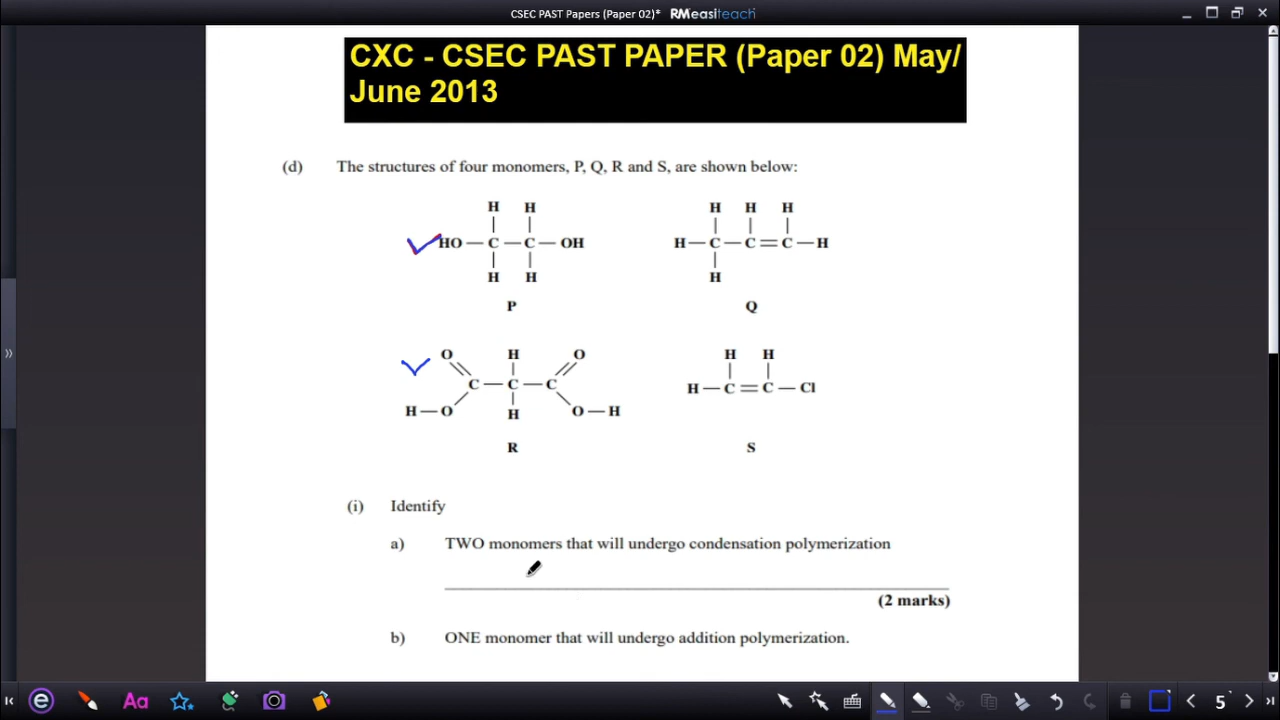 CSEC PAST Papers (Paper 02)* RMeasiteach
CXC - CSEC PAST PAPER (Paper 02) May/
June 2013
(d) The structures of four monomers, P, Q, R and S, are shown below:
H H H H H
HO — C — C — OH H — C — C = C — H
H H H
P Q
O H O H H
C — C — C H — C = C — Cl
H — O H O — H
R S
(i) Identify
a) TWO monomers that will undergo condensation polymerization
(2 marks)
b) ONE monomer that will undergo addition polymerization.
e Aa 5